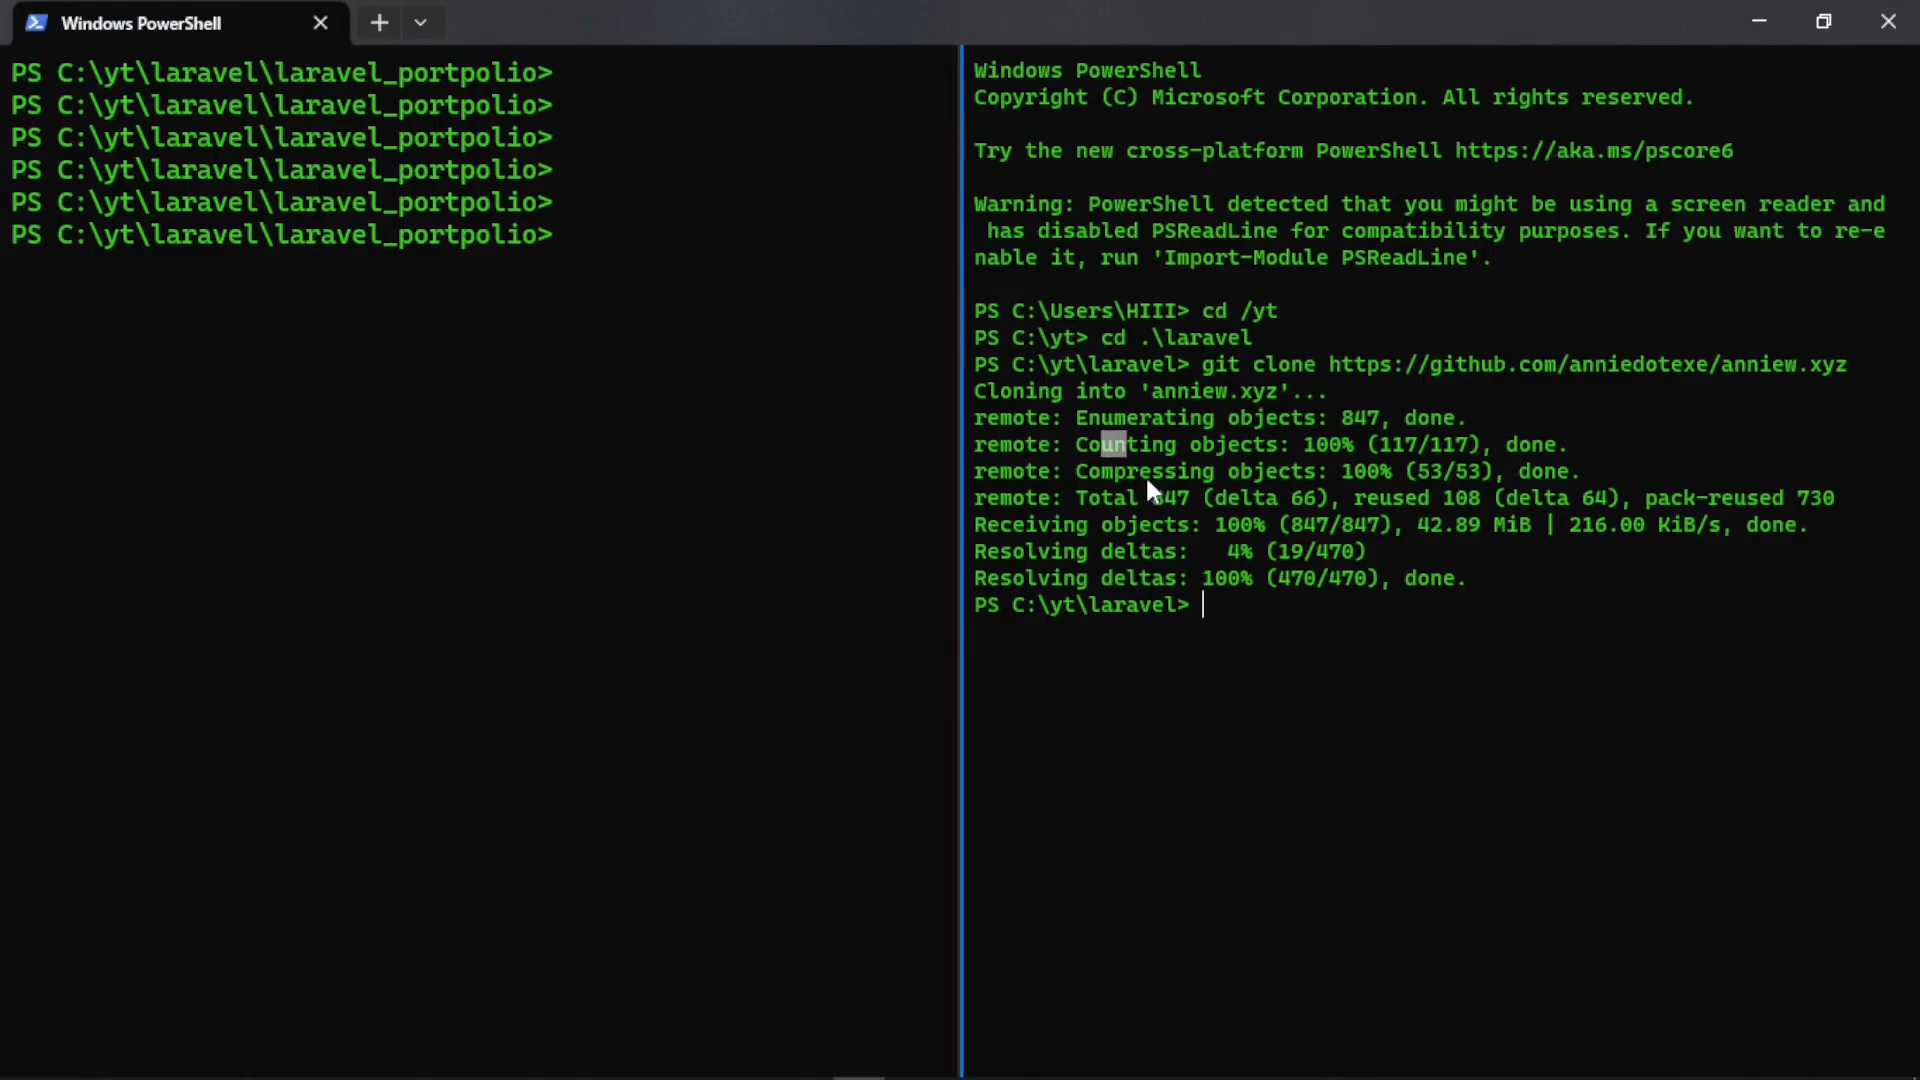 Windows PowerShell
PS C:\yt\laravel\laravel_portpolio>
PS C:\yt\laravel\laravel_portpolio>
PS C:\yt\laravel\laravel_portpolio>
PS C:\yt\laravel\laravel_portpolio>
PS C:\yt\laravel\laravel_portpolio>
PS C:\yt\laravel\laravel_portpolio>
Windows PowerShell
Copyright (C) Microsoft Corporation. All rights reserved.
Try the new cross-platform PowerShell https://aka.ms/pscore6
Warning: PowerShell detected that you might be using a screen reader and
has disabled PSReadLine for compatibility purposes. If you want to re-e
nable it, run 'Import-Module PSReadLine'.
PS C:\Users\HIII> cd /yt
PS C:\yt> cd .\laravel
PS C:\yt\laravel> git clone https://github.com/anniedotexe/anniew.xyz
Cloning into 'anniew.xyz'...
remote: Enumerating objects: 847, done.
remote: Counting objects: 100% (117/117), done.
remote: Compressing objects: 100% (53/53), done.
remote: Total 847 (delta 66), reused 108 (delta 64), pack-reused 730
Receiving objects: 100% (847/847), 42.89 MiB | 216.00 KiB/s, done.
Resolving deltas:   4% (19/470)
Resolving deltas: 100% (470/470), done.
PS C:\yt\laravel>